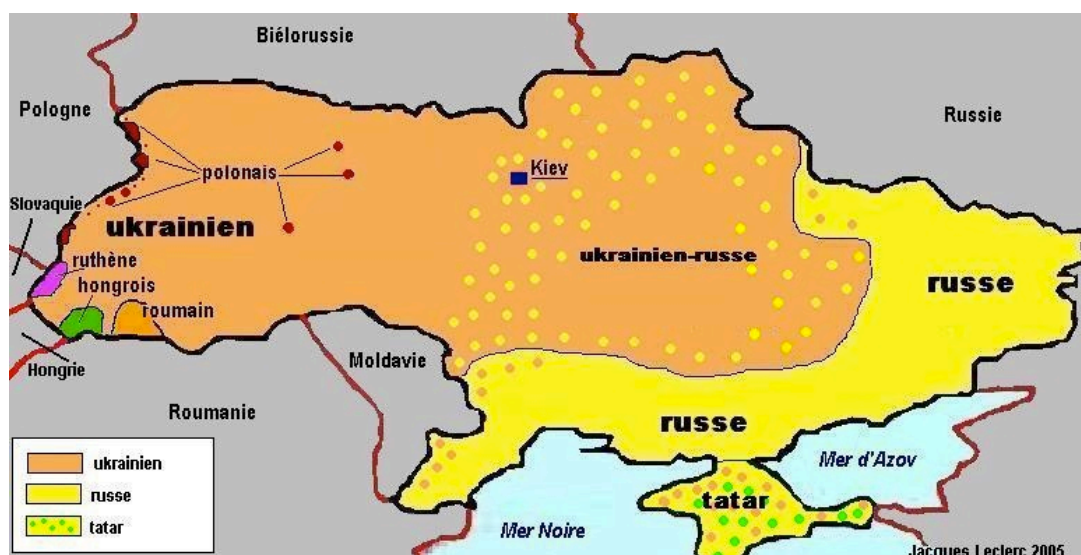 Biélorussie
Pologne
Russie
Kiev
polonais
Slovaquie
ukrainien
ukrainien-russe
ruthène
hongrois
russe
roumain
Moldavie
Hongrie
Roumanie
russe
Mer d'Azov
ukrainien
russe
tatar
tatar
Mer Noire
Jacques Leclerc 2005